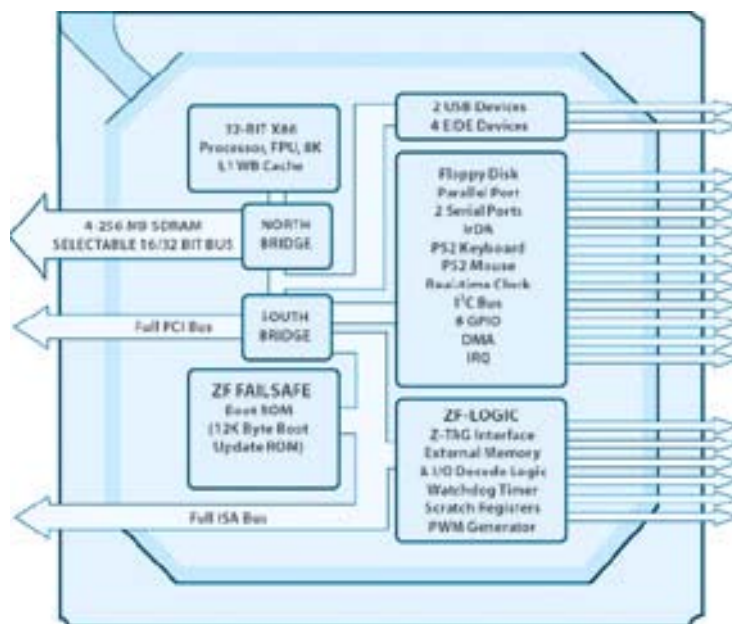 32-BIT X86
Processor, FPU, 8K
L1 WB Cache
2 USB Devices
4 EIDE Devices
4-256 MB SDRAM
SELECTABLE 16/32 BIT BUS
NORTH
BRIDGE
Floppy Disk
Parallel Port
2 Serial Ports
IrDA
PS2 Keyboard
PS2 Mouse
Real-time Clock
I²C Bus
8 GPIO
DMA
IRQ
Full PCI Bus
SOUTH
BRIDGE
ZF FAILSAFE
Boot ROM
(12K Byte Boot
Update ROM)
ZF-LOGIC
Z-TAG Interface
External Memory
& I/O Decode Logic
Watchdog Timer
Scratch Registers
PWM Generator
Full ISA Bus